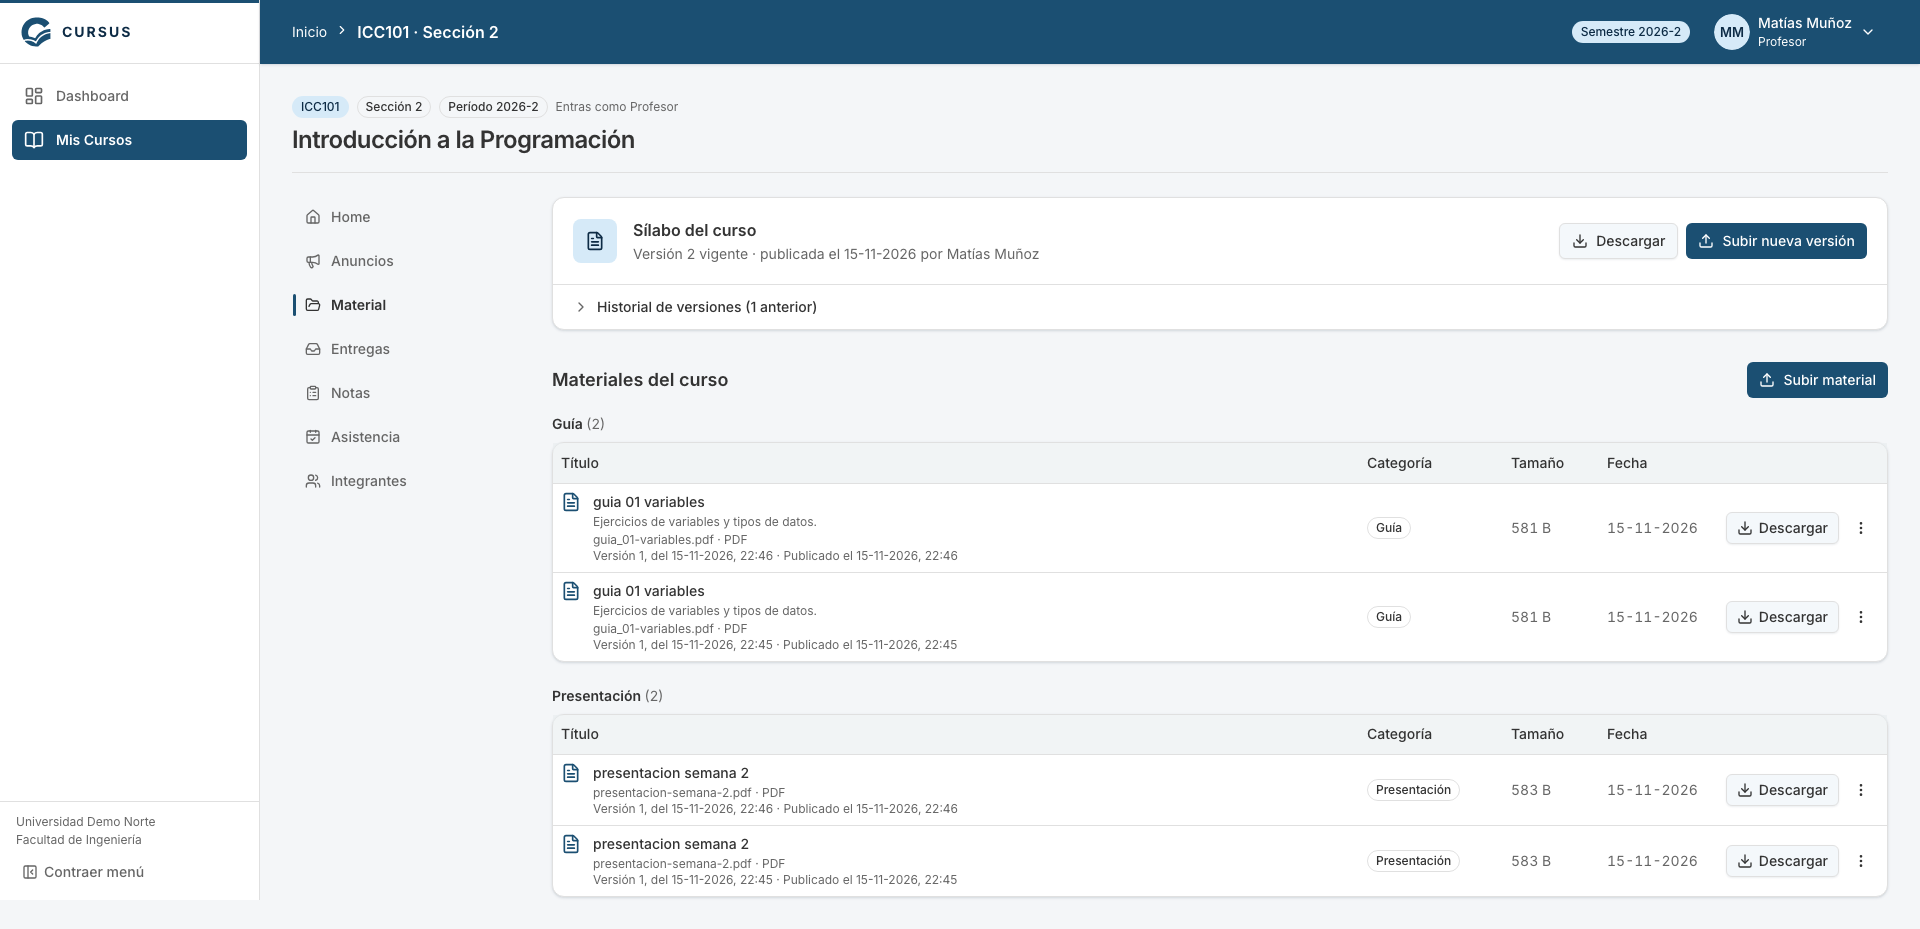 CURSUS
Inicio
ICC101 · Sección 2
Semestre 2026-2
MM
Matías Muñoz
Profesor
Dashboard
Mis Cursos
ICC101
Sección 2
Período 2026-2
Entras como Profesor
Introducción a la Programación
Home
Anuncios
Material
Entregas
Notas
Asistencia
Integrantes
Sílabo del curso
Versión 2 vigente · publicada el 15-11-2026 por Matías Muñoz
Descargar
Subir nueva versión
Historial de versiones (1 anterior)
Materiales del curso
Subir material
Guía (2)
Título Categoría Tamaño Fecha
guia 01 variables
Ejercicios de variables y tipos de datos.
guia_01-variables.pdf · PDF
Versión 1, del 15-11-2026, 22:46 · Publicado el 15-11-2026, 22:46
Guía
581 B
15-11-2026
Descargar
guia 01 variables
Ejercicios de variables y tipos de datos.
guia_01-variables.pdf · PDF
Versión 1, del 15-11-2026, 22:45 · Publicado el 15-11-2026, 22:45
Guía
581 B
15-11-2026
Descargar
Presentación (2)
Título Categoría Tamaño Fecha
presentacion semana 2
presentacion-semana-2.pdf · PDF
Versión 1, del 15-11-2026, 22:46 · Publicado el 15-11-2026, 22:46
Presentación
583 B
15-11-2026
Descargar
presentacion semana 2
presentacion-semana-2.pdf · PDF
Versión 1, del 15-11-2026, 22:45 · Publicado el 15-11-2026, 22:45
Presentación
583 B
15-11-2026
Descargar
Universidad Demo Norte
Facultad de Ingeniería
Contraer menú